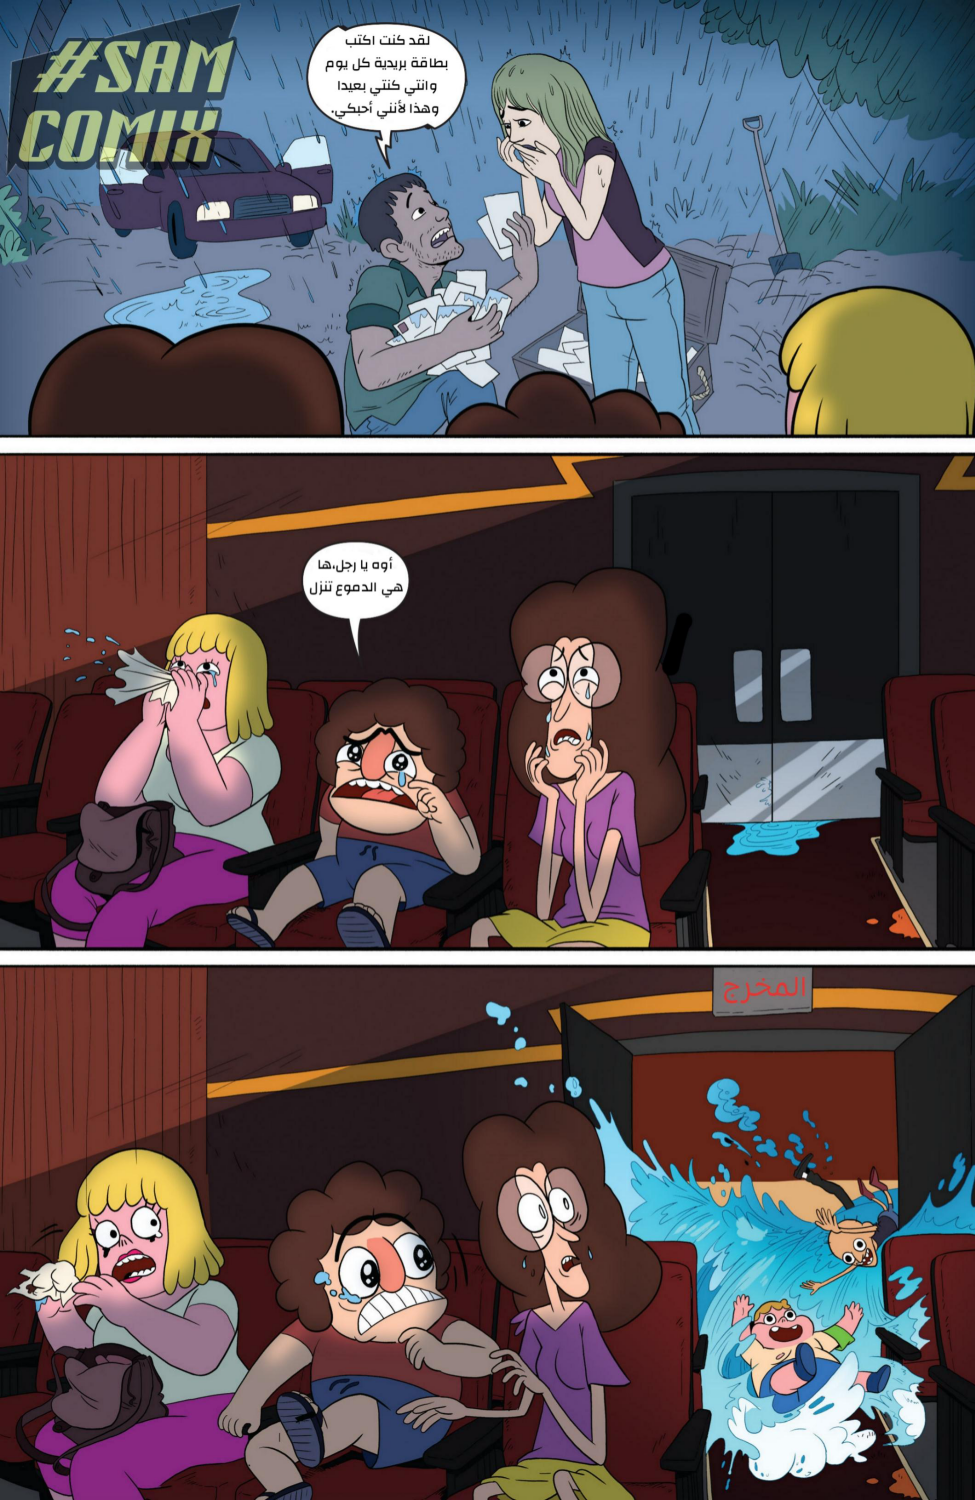 #SAM
COMIX
لقد كنت اكتب
بطاقة بريدية كل يوم
وانتي كنتي بعيدا
وهذا لأنني أحبكي.
أوه يا رجل،ها
هي الدموع تنزل
المخرج